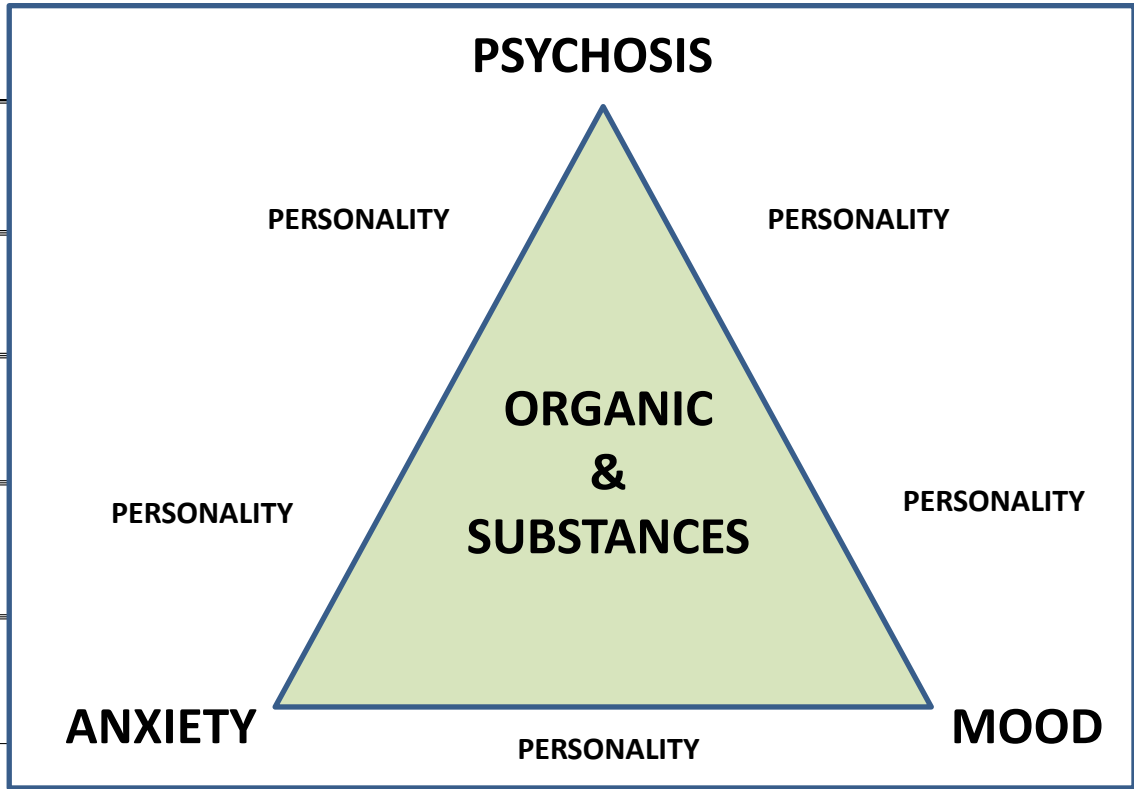 PSYCHOSIS
PERSONALITY
PERSONALITY
ORGANIC
&
SUBSTANCES
PERSONALITY
PERSONALITY
ANXIETY
MOOD
PERSONALITY